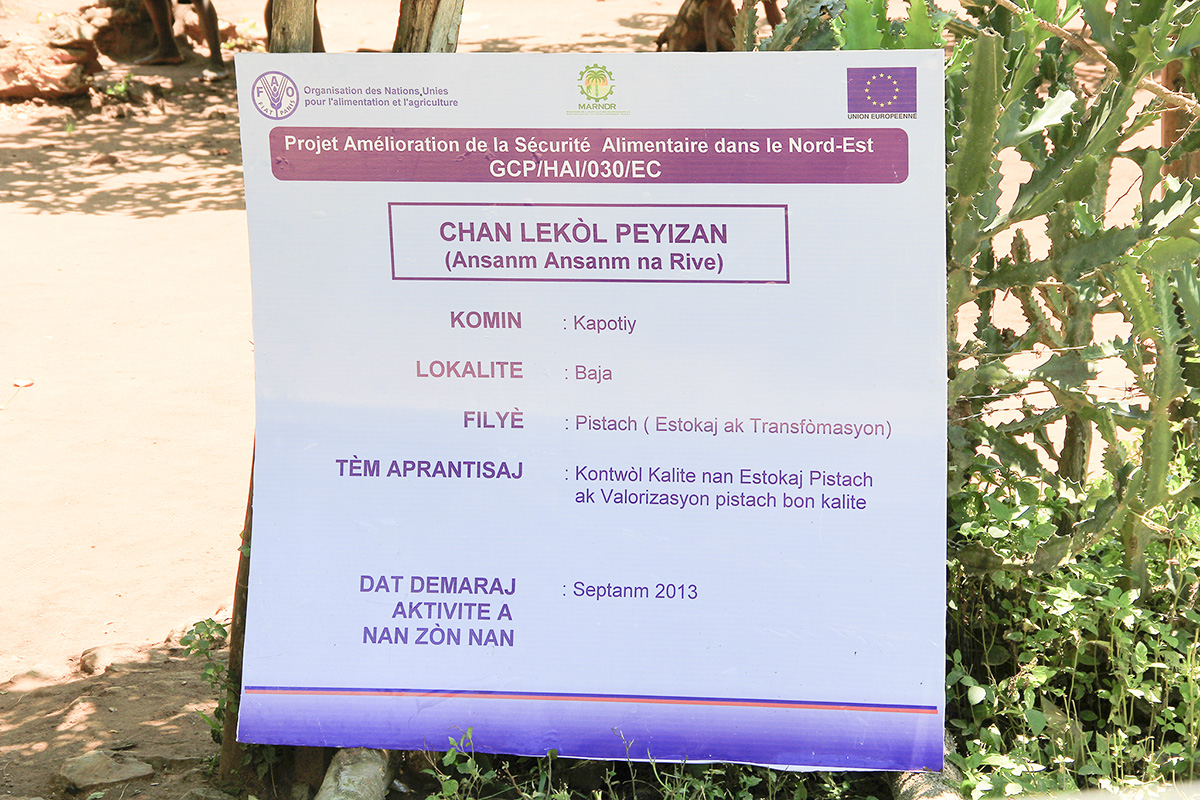 FAO
FIAT PANIS
Organisation des Nations Unies
pour l'alimentation et l'agriculture
MARNDR
UNION EUROPEENNE
Projet Amélioration de la Sécurité Alimentaire dans le Nord-Est
GCP/HAI/030/EC
CHAN LEKÒL PEYIZAN
(Ansanm Ansanm na Rive)
KOMIN : Kapotiy
LOKALITE : Baja
FILYÈ : Pistach ( Estokaj ak Transfòmasyon)
TÈM APRANTISAJ : Kontwòl Kalite nan Estokaj Pistach
ak Valorizasyon pistach bon kalite
DAT DEMARAJ : Septanm 2013
AKTIVITE A
NAN ZÒN NAN